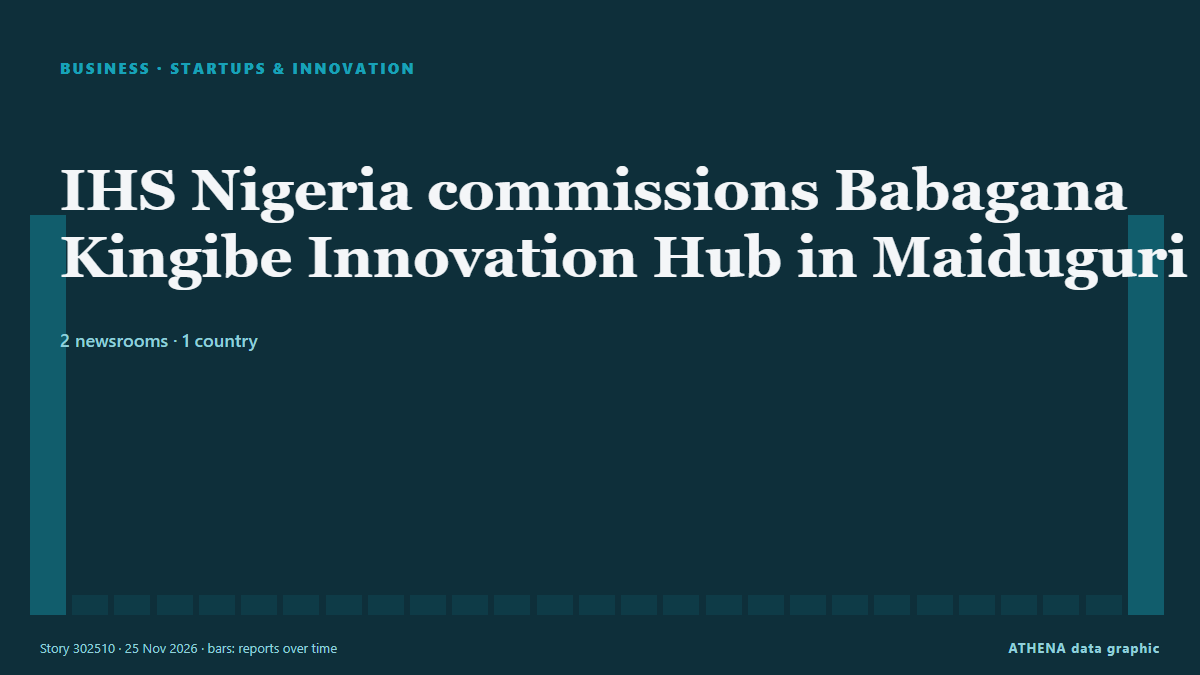 BUSINESS · STARTUPS & INNOVATION
IHS Nigeria commissions Babagana
Kingibe Innovation Hub in Maiduguri
2 newsrooms · 1 country
Story 302510 · 25 Nov 2026 · bars: reports over time
ATHENA data graphic